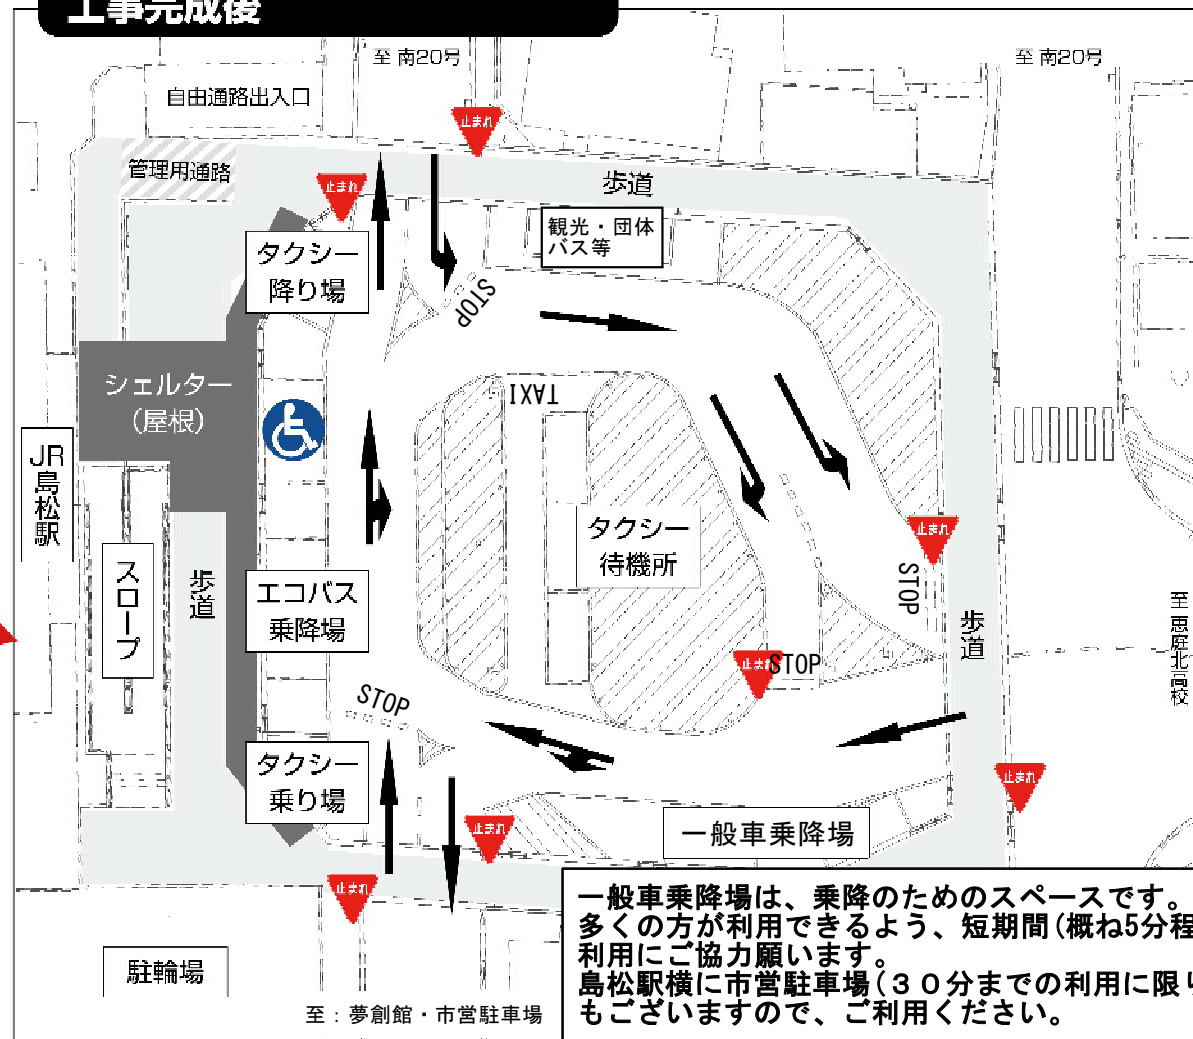 工事完成後
至 南20号
至 南20号
自由通路出入口
止まれ
管理用通路
止まれ
歩道
観光・団体
バス等
タクシー
降り場
STOP
シェルター
(屋根)
TAXI
JR島松駅
タクシー
待機所
止まれ
スロープ
歩道
エコバス
乗降場
STOP
歩道
至 恵庭北高校
止まれ
STOP
STOP
タクシー
乗り場
止まれ
止まれ
一般車乗降場
止まれ
一般車乗降場は、乗降のためのスペースです。
多くの方が利用できるよう、短期間(概ね5分程
利用にご協力願います。
島松駅横に市営駐車場(30分までの利用に限り
もございますので、ご利用ください。
駐輪場
至：夢創館・市営駐車場